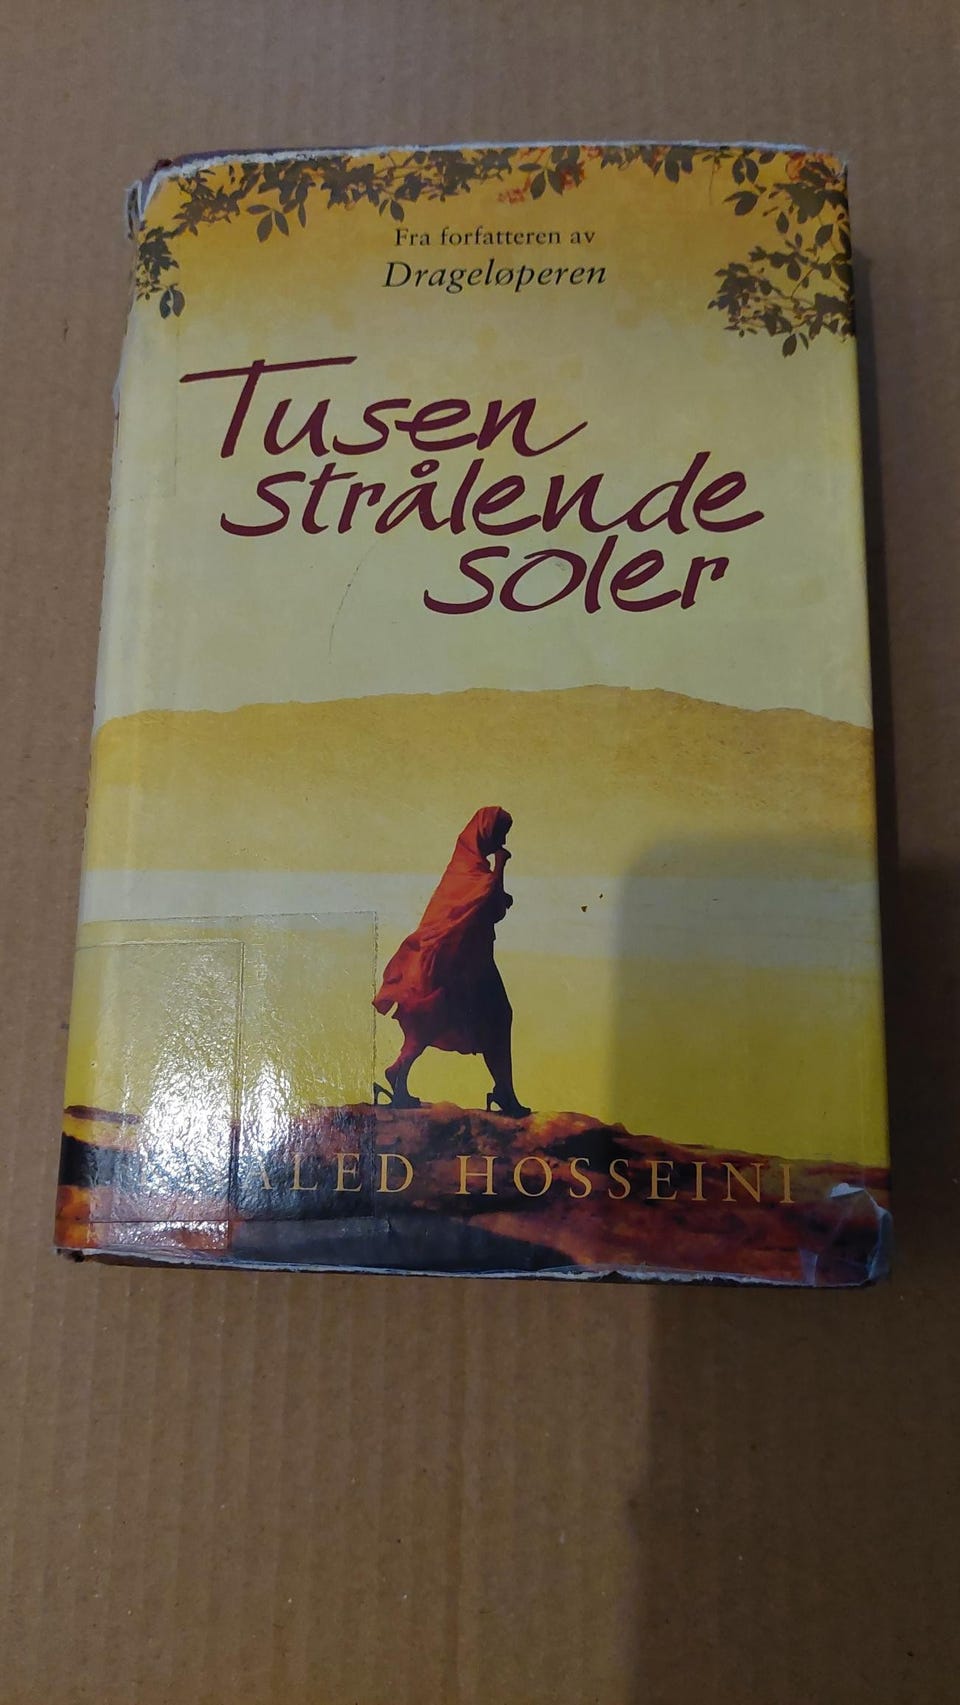 Fra forfatteren av
Drageløperen
Tusen
strålende
soler
ALED HOSSEINI